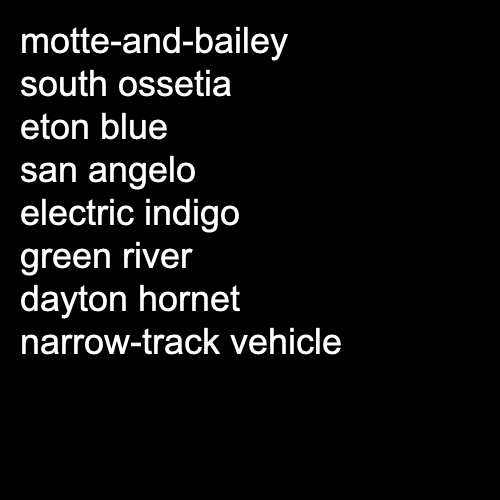 motte-and-bailey
south ossetia
eton blue
san angelo
electric indigo
green river
dayton hornet
narrow-track vehicle